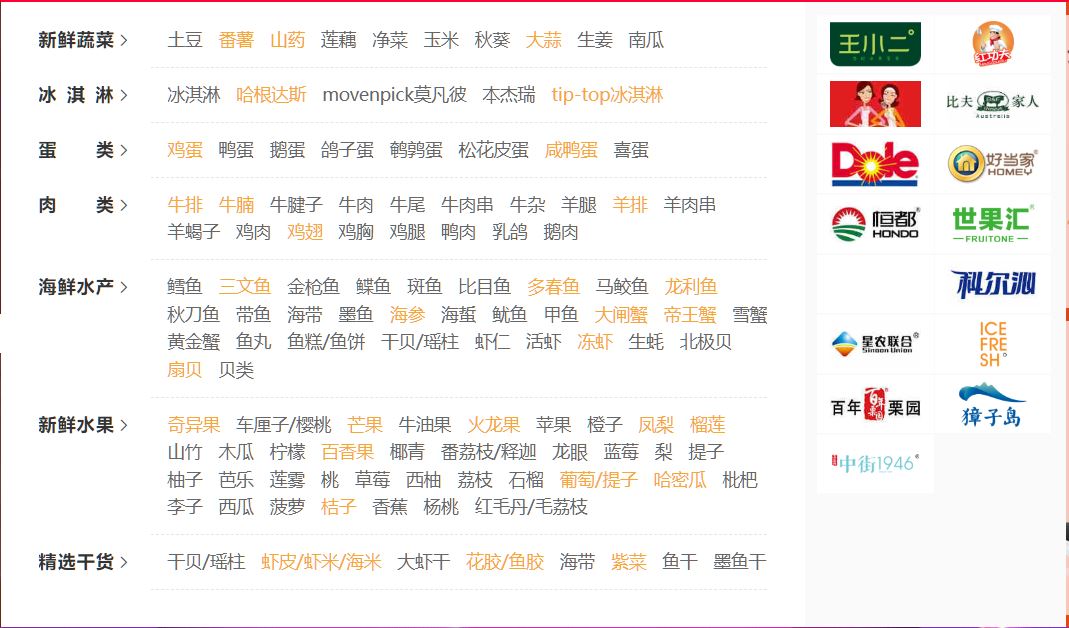 新鲜蔬菜 > 土豆 番薯 山药 莲藕 净菜 玉米 秋葵 大蒜 生姜 南瓜
冰淇淋 > 冰淇淋 哈根达斯 movenpick莫凡彼 本杰瑞 tip-top冰淇淋
蛋类 > 鸡蛋 鸭蛋 鹅蛋 鸽子蛋 鹌鹑蛋 松花皮蛋 咸鸭蛋 喜蛋
肉类 > 牛排 牛腩 牛腱子 牛肉 牛尾 牛肉串 牛杂 羊腿 羊排 羊肉串
羊蝎子 鸡肉 鸡翅 鸡胸 鸡腿 鸭肉 乳鸽 鹅肉
海鲜水产 > 鳕鱼 三文鱼 金枪鱼 鲽鱼 斑鱼 比目鱼 多春鱼 马鲛鱼 龙利鱼
秋刀鱼 带鱼 海带 墨鱼 海参 海蜇 鱿鱼 甲鱼 大闸蟹 帝王蟹 雪蟹
黄金蟹 鱼丸 鱼糕/鱼饼 干贝/瑶柱 虾仁 活虾 冻虾 生蚝 北极贝
扇贝 贝类
新鲜水果 > 奇异果 车厘子/樱桃 芒果 牛油果 火龙果 苹果 橙子 凤梨 榴莲
山竹 木瓜 柠檬 百香果 椰青 番荔枝/释迦 龙眼 蓝莓 梨 提子
柚子 芭乐 莲雾 桃 草莓 西柚 荔枝 石榴 葡萄/提子 哈密瓜 枇杷
李子 西瓜 菠萝 桔子 香蕉 杨桃 红毛丹/毛荔枝
精选干货 > 干贝/瑶柱 虾皮/虾米/海米 大虾干 花胶/鱼胶 海带 紫菜 鱼干 墨鱼干
王小二
红功夫
比夫家人
Australia
Dole
好当家
HOMEY
恒都
HONDO
世果汇
FRUITONE
科尔沁
星农联合
Sinoon Union
ICE
FRE
SH
百年栗园
獐子岛
中街1946